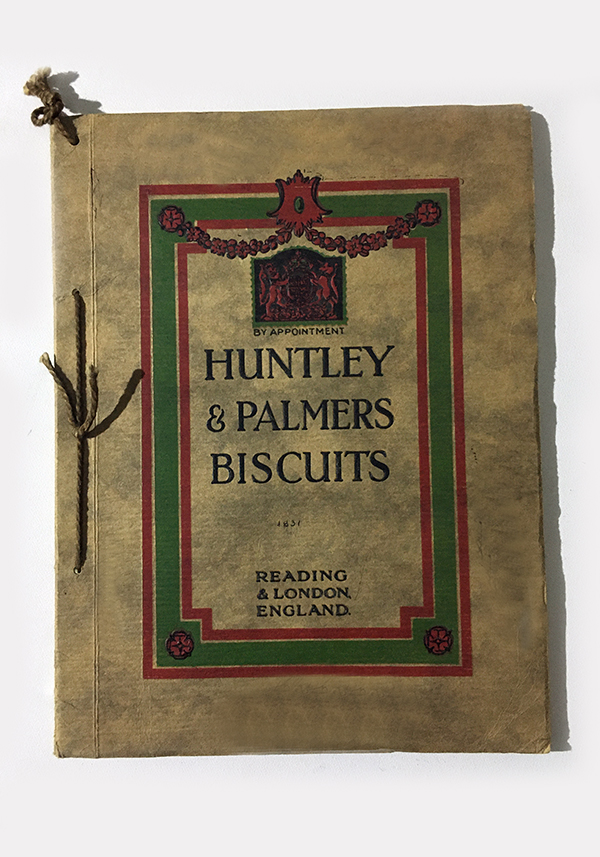 BY APPOINTMENT
HUNTLEY
& PALMERS
BISCUITS
READING
& LONDON,
ENGLAND.